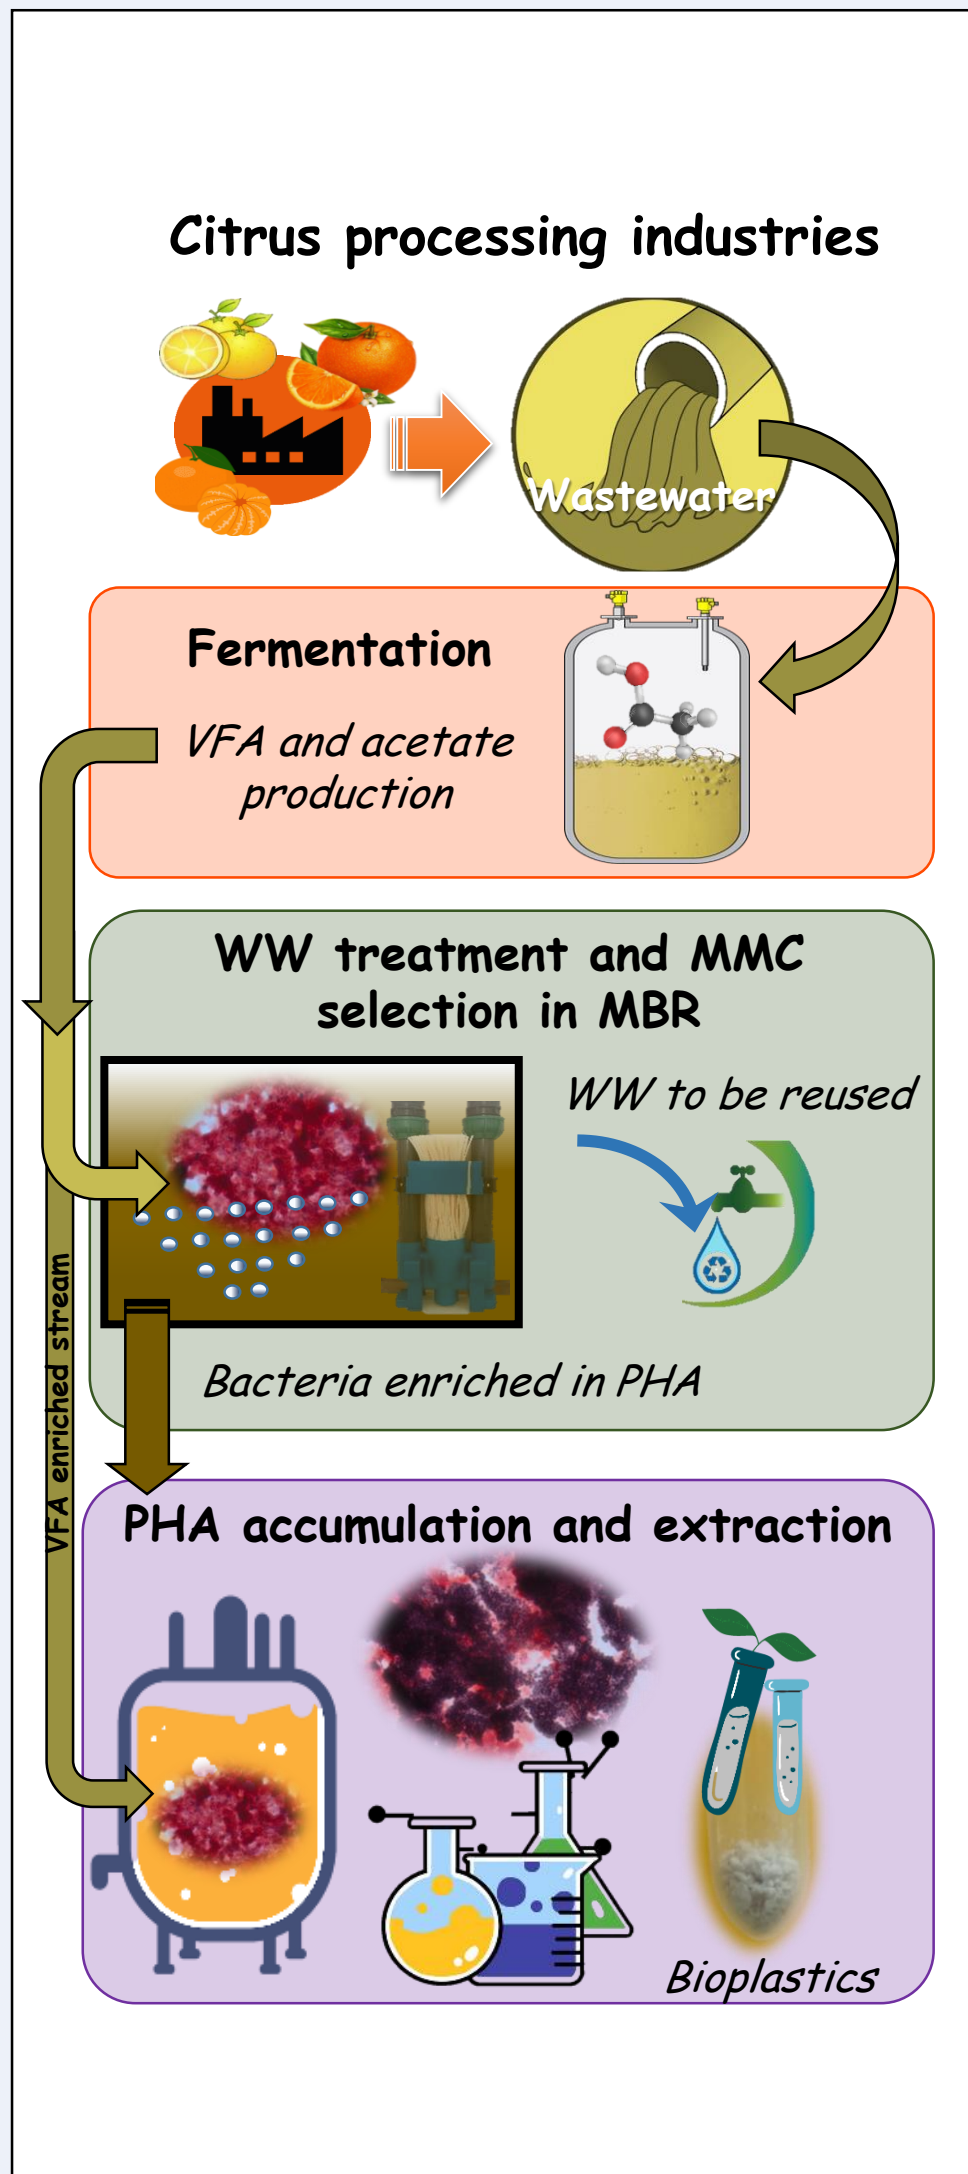 Citrus processing industries
Wastewater
Fermentation
VFA and acetate
production
WW treatment and MMC
selection in MBR
WW to be reused
Bacteria enriched in PHA
VFA enriched stream
PHA accumulation and extraction
Bioplastics